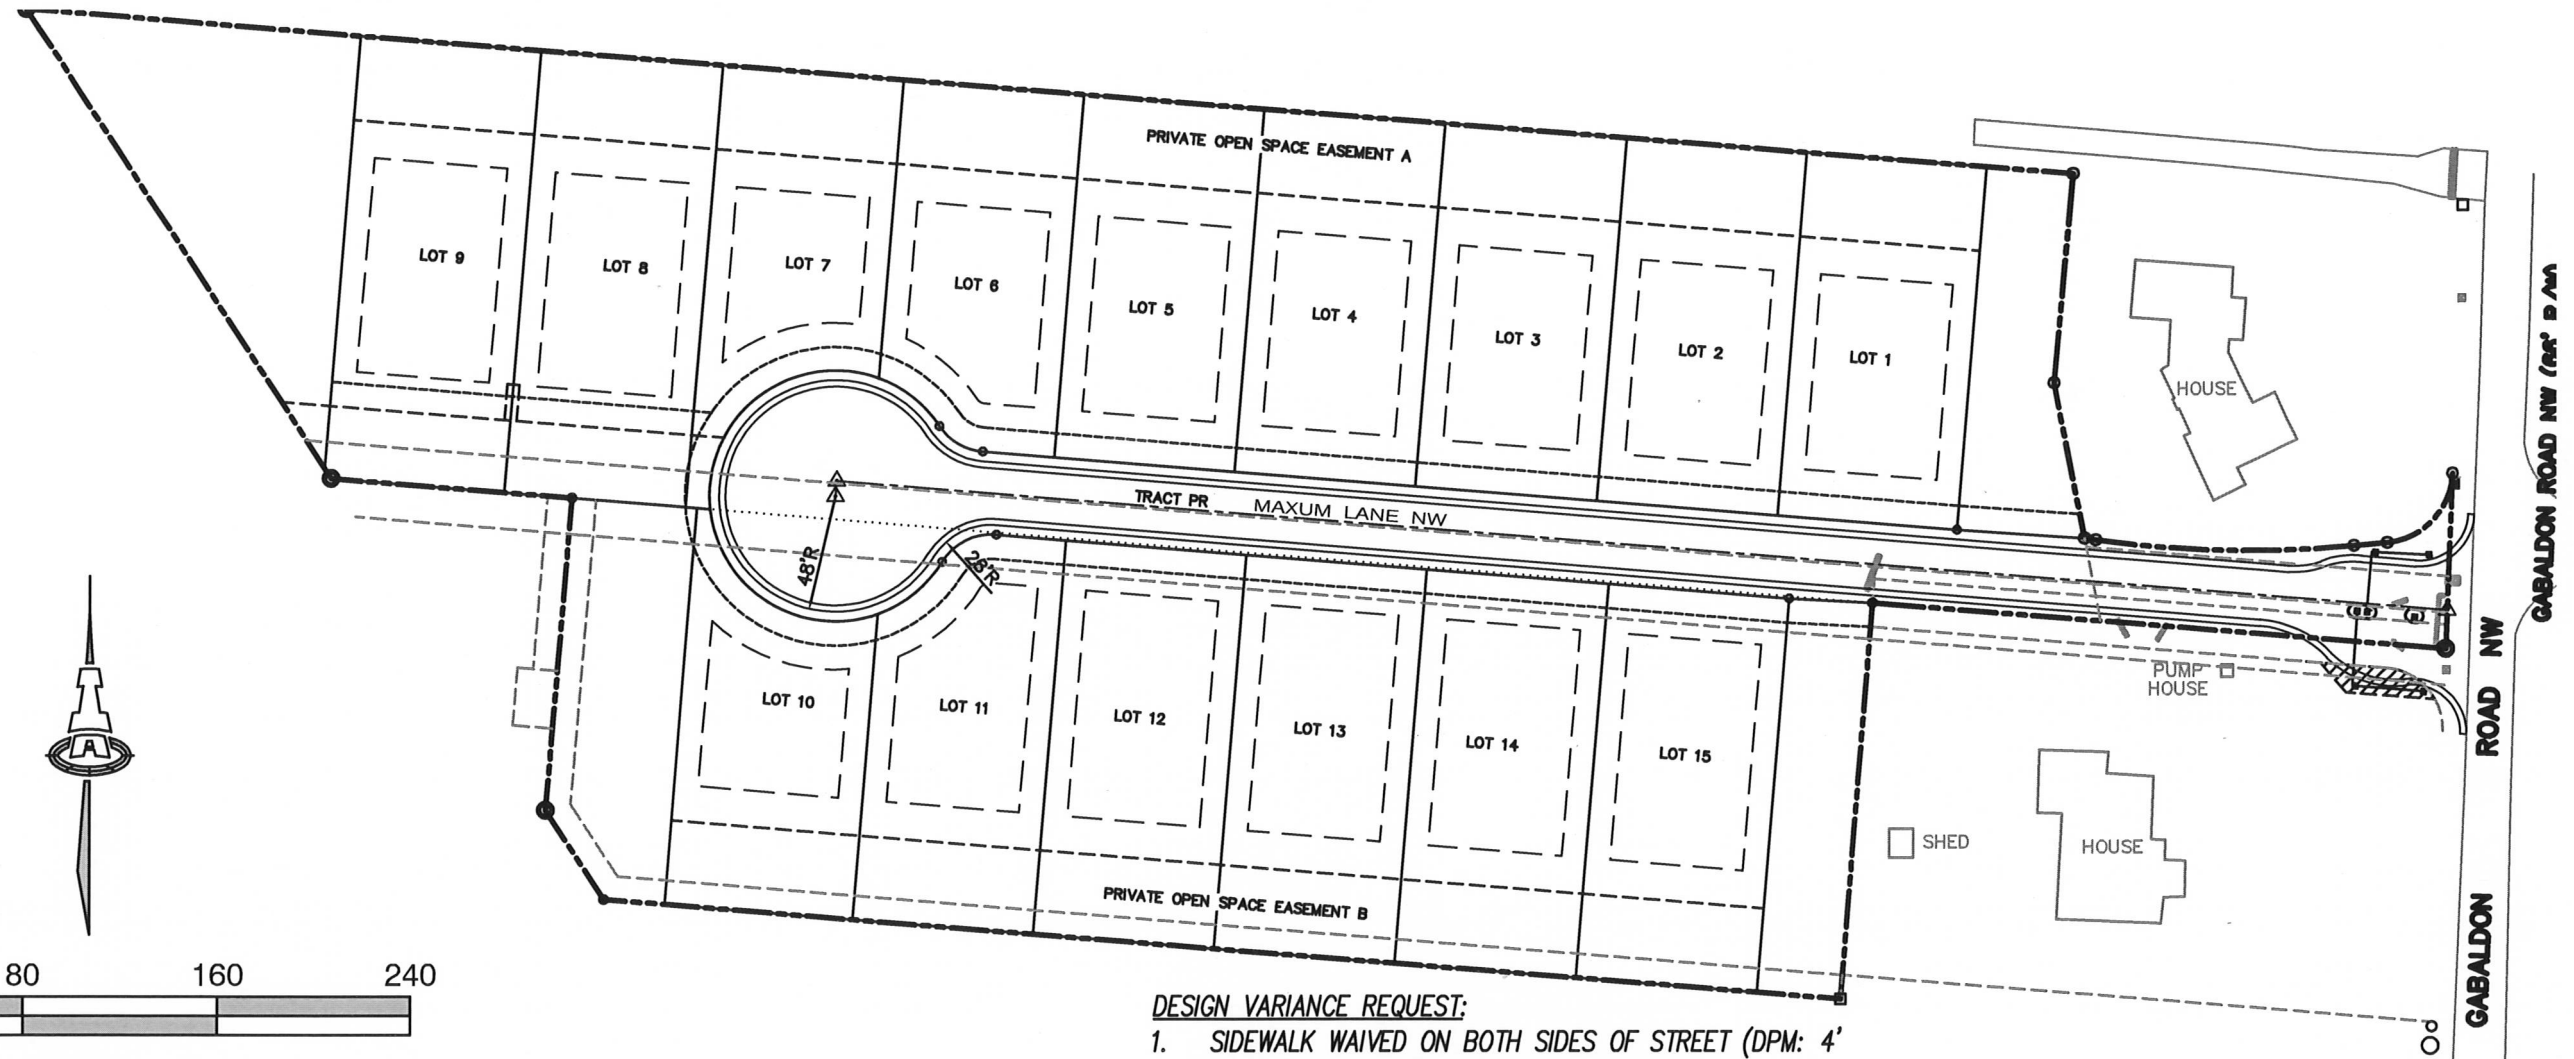 PRIVATE OPEN SPACE EASEMENT A
LOT 9
LOT 8
LOT 7
LOT 6
LOT 5
LOT 4
LOT 3
LOT 2
LOT 1
HOUSE
GABALDON ROAD NW
TRACT PR
MAXUM LANE NW
48'R
28'R
PUMP
HOUSE
LOT 10
LOT 11
LOT 12
LOT 13
LOT 14
LOT 15
SHED
HOUSE
GABALDON ROAD NW
PRIVATE OPEN SPACE EASEMENT B
80 160 240
DESIGN VARIANCE REQUEST:
1. SIDEWALK WAIVED ON BOTH SIDES OF STREET (DPM: 4'